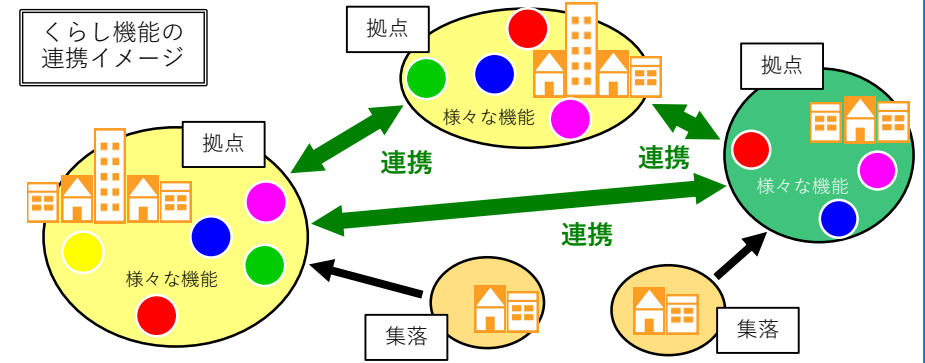 くらし機能の
連携イメージ
拠点
様々な機能
拠点
様々な機能
拠点
様々な機能
連携
連携
連携
集落
集落